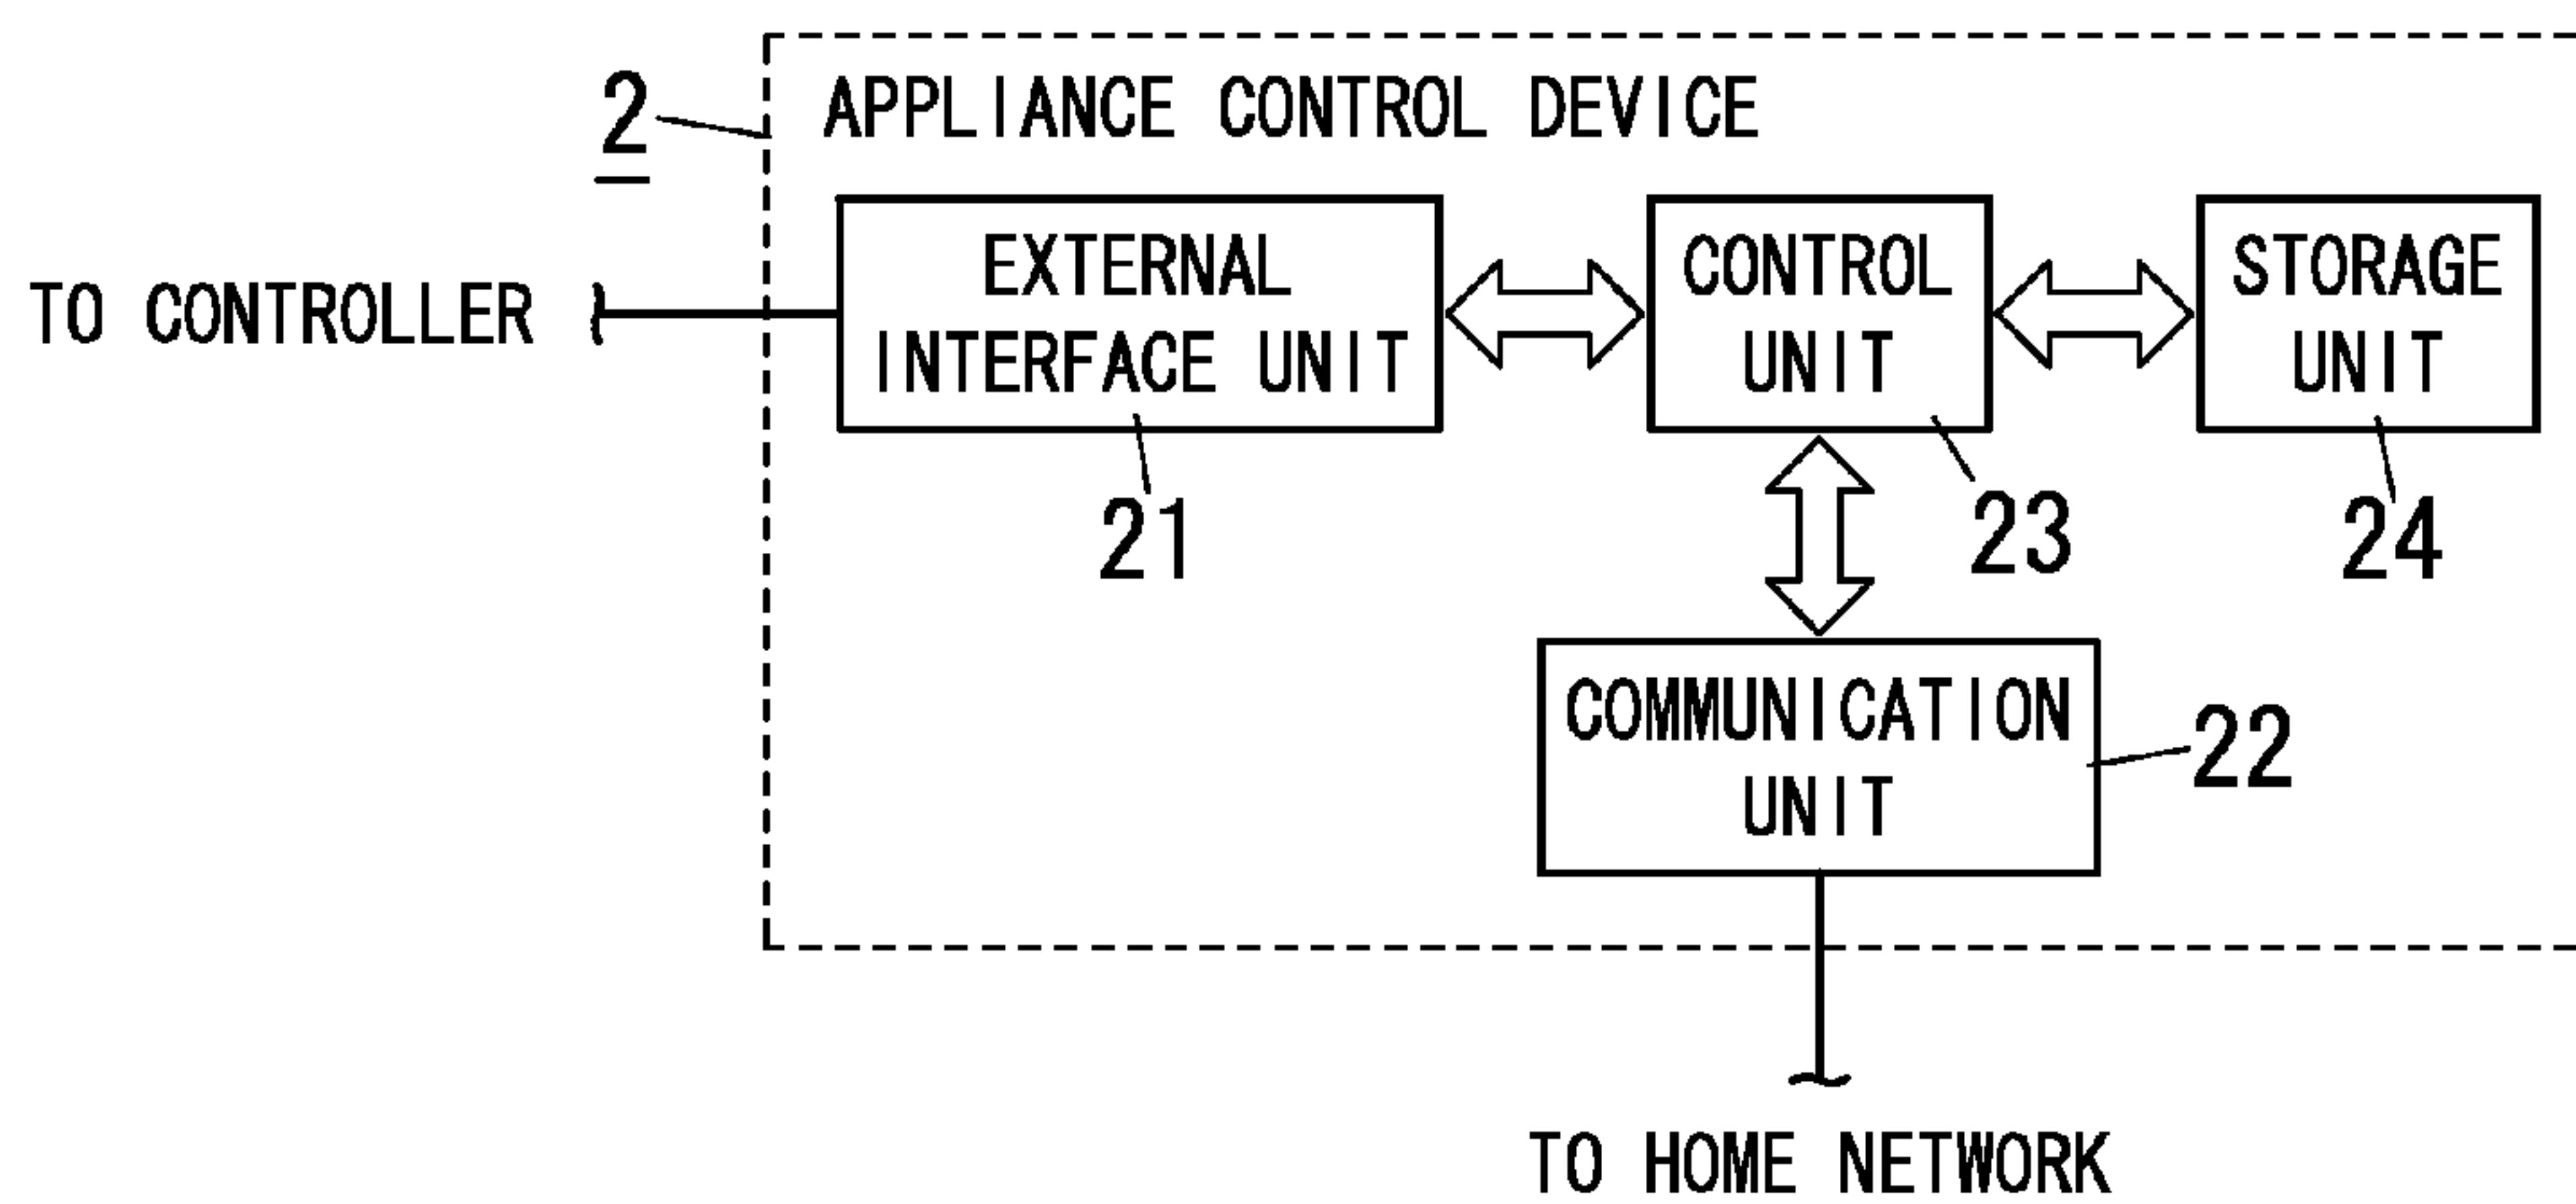 2
APPLIANCE CONTROL DEVICE
TO CONTROLLER
EXTERNAL
INTERFACE UNIT
21
CONTROL
UNIT
23
STORAGE
UNIT
24
COMMUNICATION
UNIT
22
TO HOME NETWORK